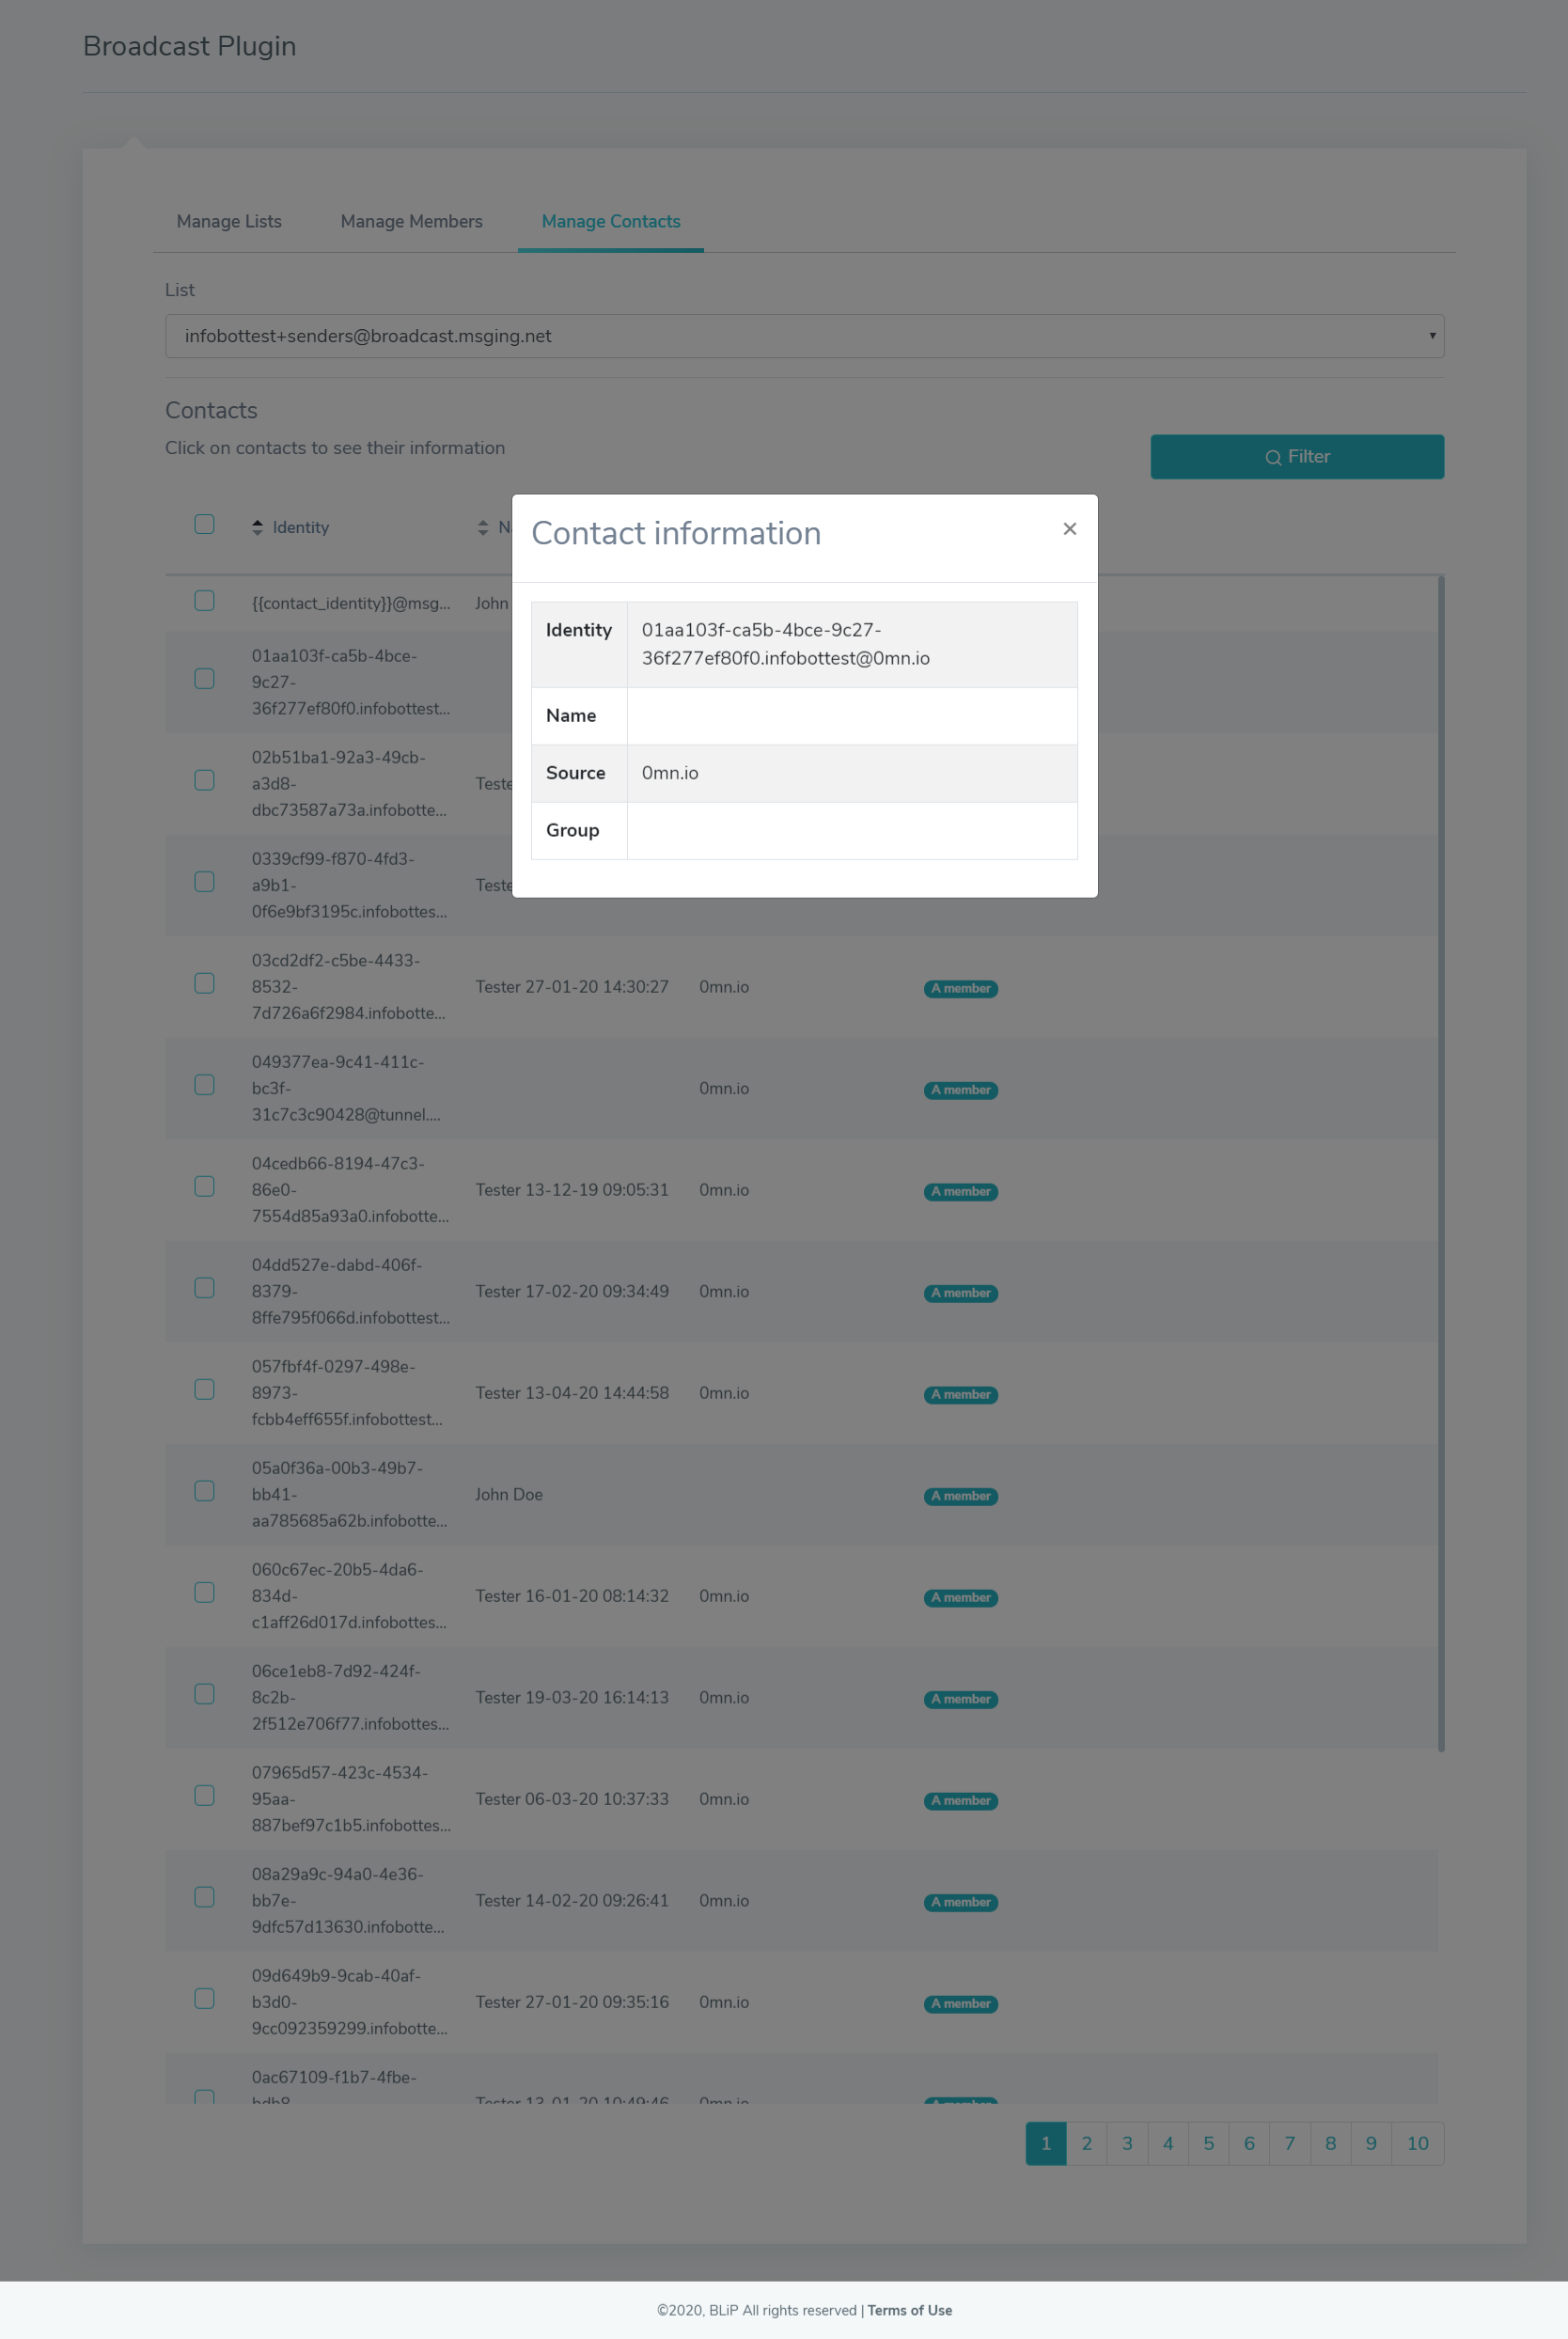 Broadcast Plugin
Manage Lists Manage Members Manage Contacts
List
infobottest+senders@broadcast.msging.net
Contacts
Click on contacts to see their information
Filter
Identity N
Contact information ×
Identity 01aa103f-ca5b-4bce-9c27-
36f277ef80f0.infobottest@0mn.io
Name
Source 0mn.io
Group
{{contact_identity}}@msg... John
01aa103f-ca5b-4bce-
9c27-
36f277ef80f0.infobottest...
02b51ba1-92a3-49cb-
a3d8-
dbc73587a73a.infobotte...
Teste
0339cf99-f870-4fd3-
a9b1-
0f6e9bf3195c.infobottes...
Teste
03cd2df2-c5be-4433-
8532-
7d726a6f2984.infobotte...
Tester 27-01-20 14:30:27 0mn.io A member
049377ea-9c41-411c-
bc3f-
31c7c3c90428@tunnel....
0mn.io A member
04cedb66-8194-47c3-
86e0-
7554d85a93a0.infobotte...
Tester 13-12-19 09:05:31 0mn.io A member
04dd527e-dabd-406f-
8379-
8ffe795f066d.infobottest...
Tester 17-02-20 09:34:49 0mn.io A member
057fbf4f-0297-498e-
8973-
fcbb4eff655f.infobottest...
Tester 13-04-20 14:44:58 0mn.io A member
05a0f36a-00b3-49b7-
bb41-
aa785685a62b.infobotte...
John Doe A member
060c67ec-20b5-4da6-
834d-
c1aff26d017d.infobottes...
Tester 16-01-20 08:14:32 0mn.io A member
06ce1eb8-7d92-424f-
8c2b-
2f512e706f77.infobottes...
Tester 19-03-20 16:14:13 0mn.io A member
07965d57-423c-4534-
95aa-
887bef97c1b5.infobottes...
Tester 06-03-20 10:37:33 0mn.io A member
08a29a9c-94a0-4e36-
bb7e-
9dfc57d13630.infobotte...
Tester 14-02-20 09:26:41 0mn.io A member
09d649b9-9cab-40af-
b3d0-
9cc092359299.infobotte...
Tester 27-01-20 09:35:16 0mn.io A member
0ac67109-f1b7-4fbe-
bdb8
Tester 13-01-20 10:49:46 0mn.io A member
1 2 3 4 5 6 7 8 9 10
©2020, BLiP All rights reserved | Terms of Use